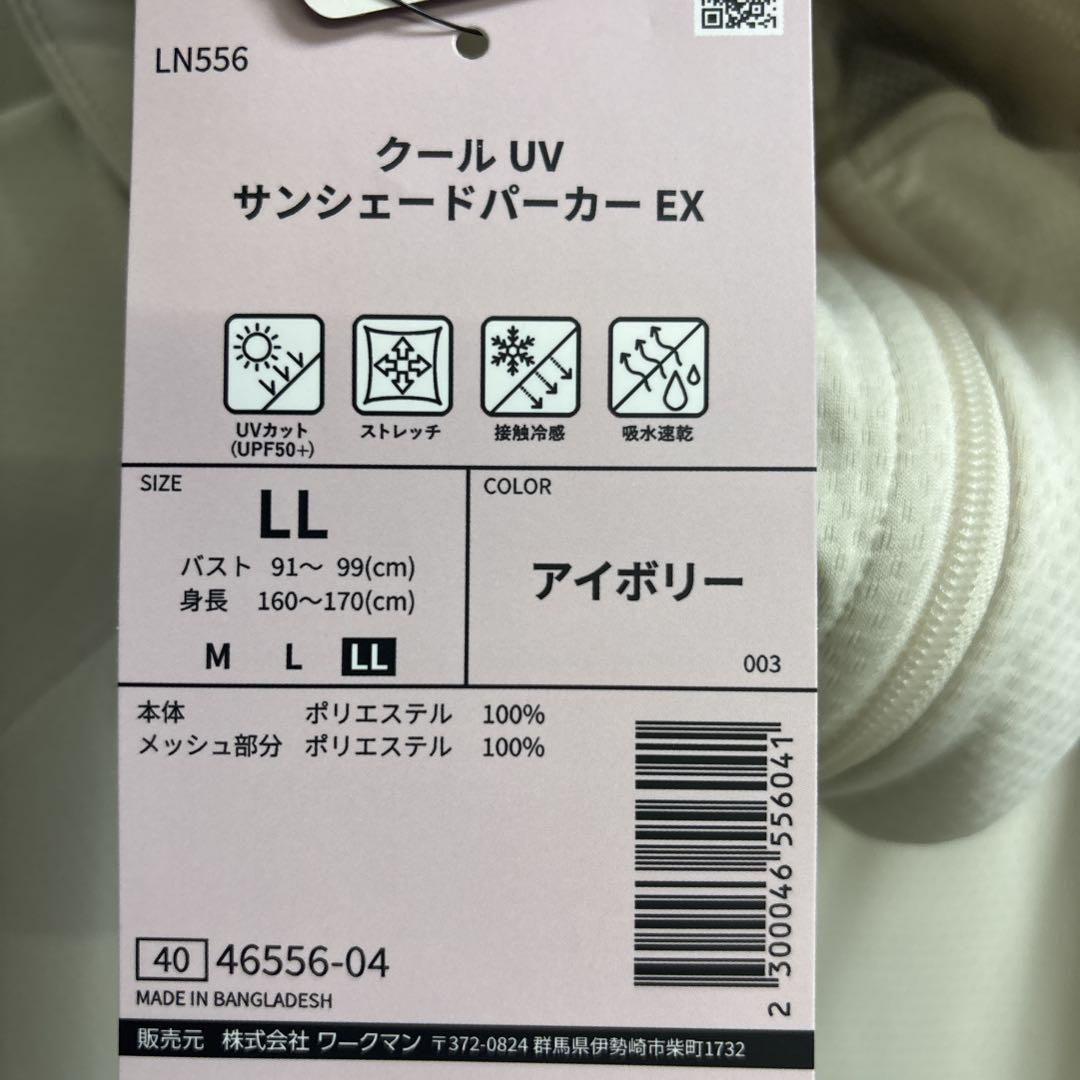 LN556
クール UV
サンシェードパーカー EX
UVカット
(UPF50+)
ストレッチ
接触冷感
吸水速乾
SIZE
LL
バスト 91〜 99(cm)
身長 160〜170(cm)
M L LL
COLOR
アイボリー
003
本体 ポリエステル 100%
メッシュ部分 ポリエステル 100%
2 300046 556041
40 46556-04
MADE IN BANGLADESH
販売元 株式会社 ワークマン 〒372-0824 群馬県伊勢崎市柴町1732